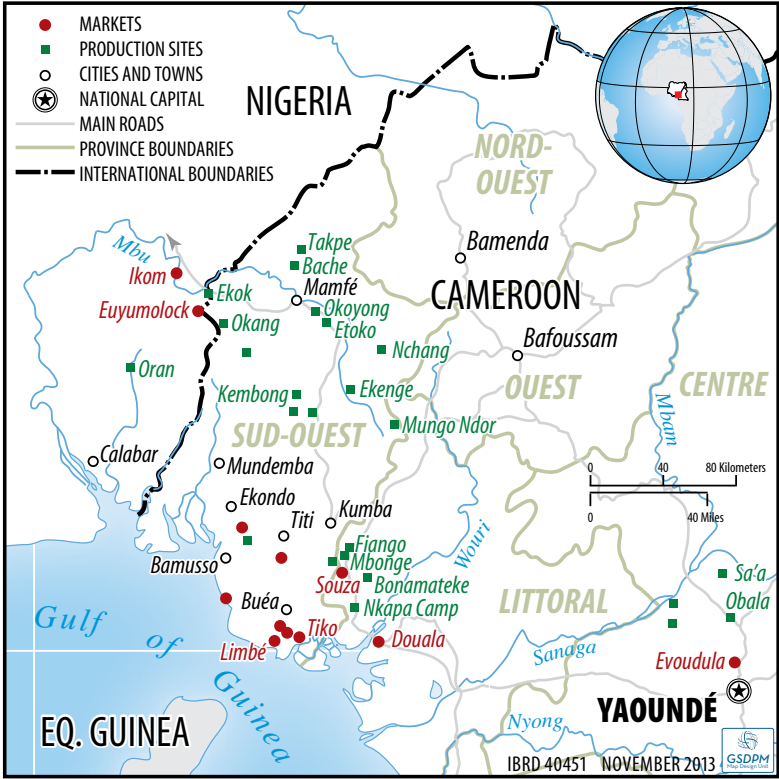 MARKETS
PRODUCTION SITES
CITIES AND TOWNS
NATIONAL CAPITAL
MAIN ROADS
PROVINCE BOUNDARIES
INTERNATIONAL BOUNDARIES
NIGERIA
NORD-
OUEST
Mbu
Takpe
Bache
Bamenda
Ikom
Ekok
Mamfé
CAMEROON
Euyumolock
Okang
Okoyong
Etoko
Bafoussam
Nchang
Oran
Kembong
Ekenge
OUEST
CENTRE
Mbam
Mungo Ndor
SUD-OUEST
Calabar
Mundemba
0 40 80 Kilometers
0 40 Miles
Ekondo
Titi
Kumba
Wouri
Bamusso
Fiango
Mbonge
Souza
Bonamateke
Sa'a
Buéa
Nkapa Camp
LITTORAL
Obala
Gulf of Guinea
Tiko
Limbé
Douala
Sanaga
Evoudula
YAOUNDÉ
EQ. GUINEA
Nyong
IBRD 40451 NOVEMBER 2013
GSDPM
Map Design Unit